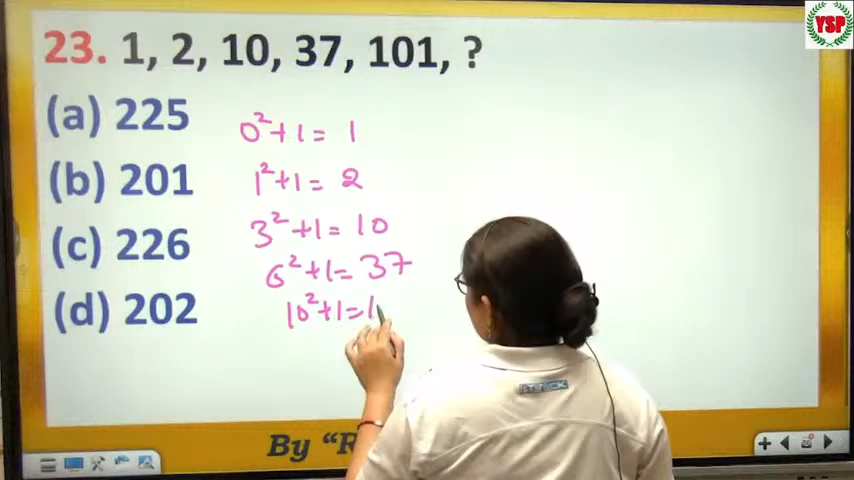 YSP
23. 1, 2, 10, 37, 101, ?
(a) 225
(b) 201
(c) 226
(d) 202
0²+1= 1
1²+1= 2
3²+1= 10
6²+1= 37
10²+1=1
By "R